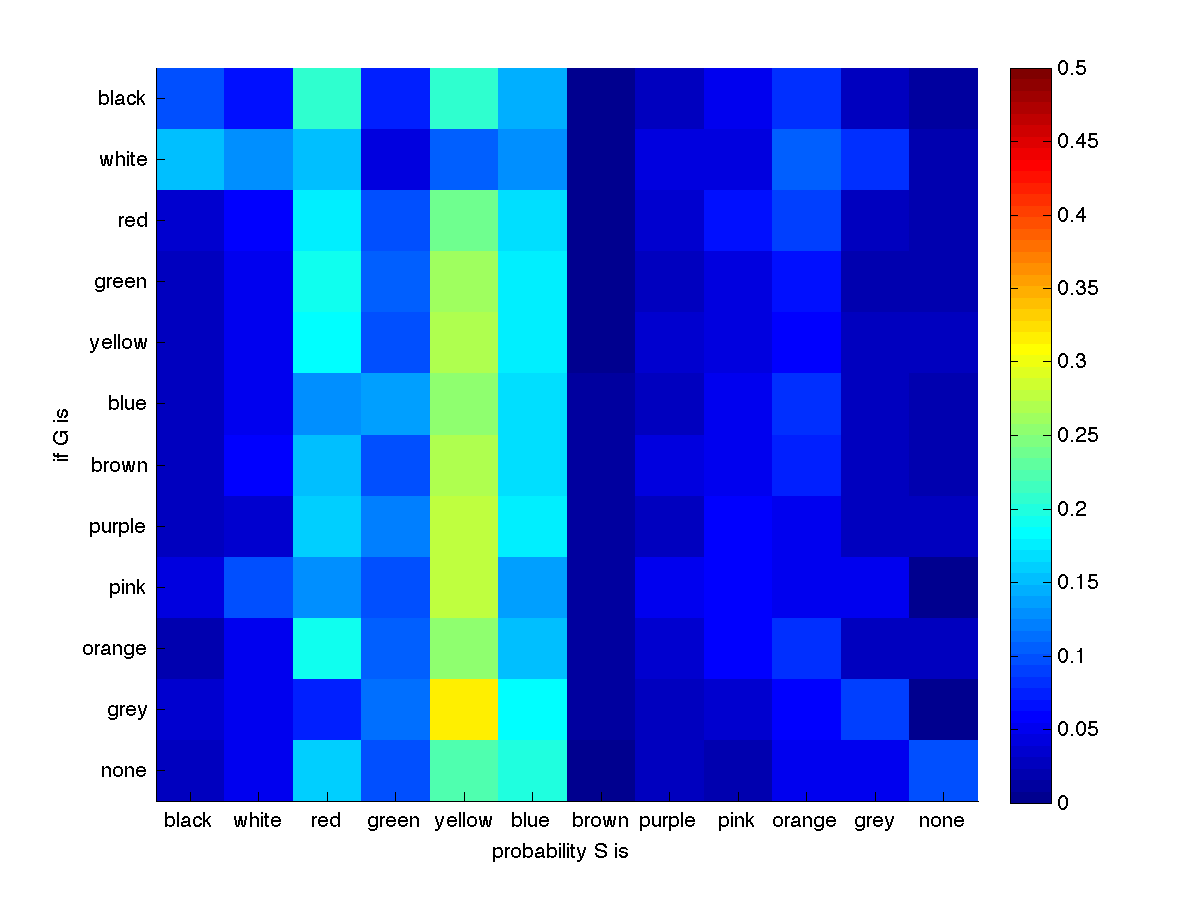 black
white
red
green
yellow
blue
brown
purple
pink
orange
grey
none
if G is
black white red green yellow blue brown purple pink orange grey none
probability S is
0.5
0.45
0.4
0.35
0.3
0.25
0.2
0.15
0.1
0.05
0